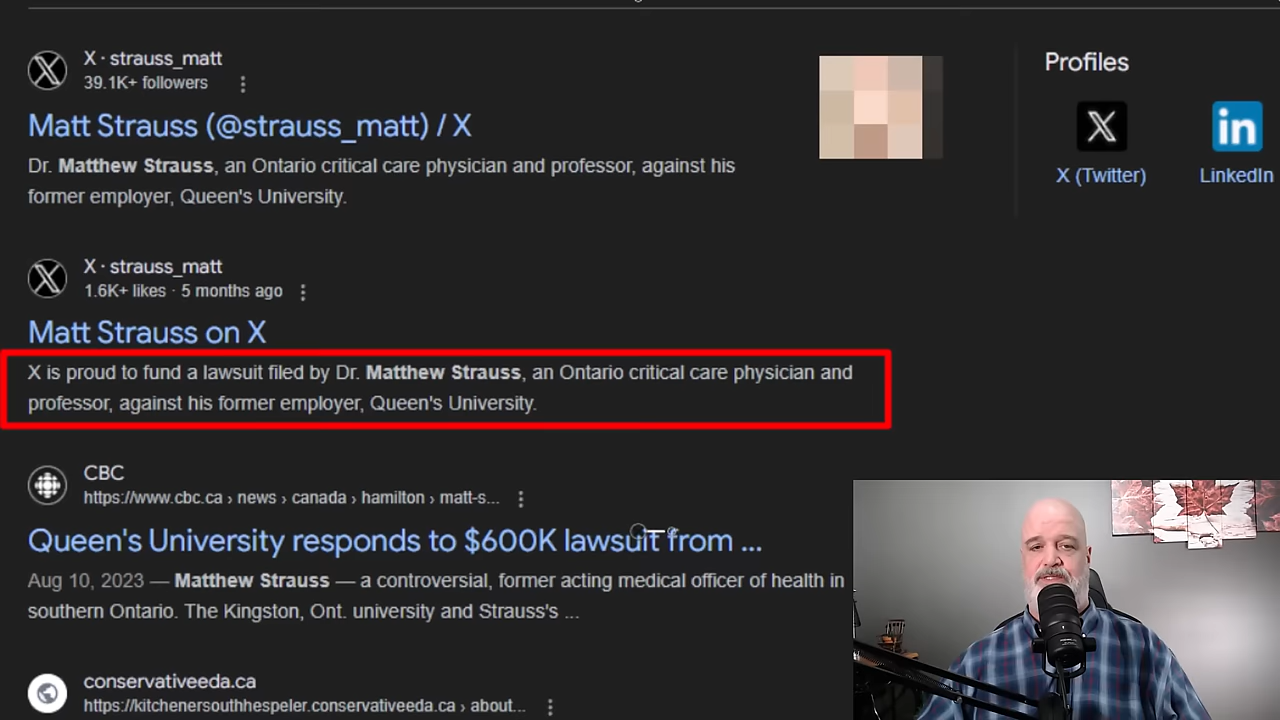 X · strauss_matt
39.1K+ followers
Matt Strauss (@strauss_matt) / X
Dr. Matthew Strauss, an Ontario critical care physician and professor, against his
former employer, Queen's University.
Profiles
X (Twitter)
in
LinkedIn
X · strauss_matt
1.6K+ likes · 5 months ago
Matt Strauss on X
X is proud to fund a lawsuit filed by Dr. Matthew Strauss, an Ontario critical care physician and
professor, against his former employer, Queen's University.
CBC
https://www.cbc.ca › news › canada › hamilton › matt-s...
Queen's University responds to $600K lawsuit from ...
Aug 10, 2023 — Matthew Strauss — a controversial, former acting medical officer of health in
southern Ontario. The Kingston, Ont. university and Strauss's ...
conservativeeda.ca
https://kitchenersouthhespeler.conservativeeda.ca › about...